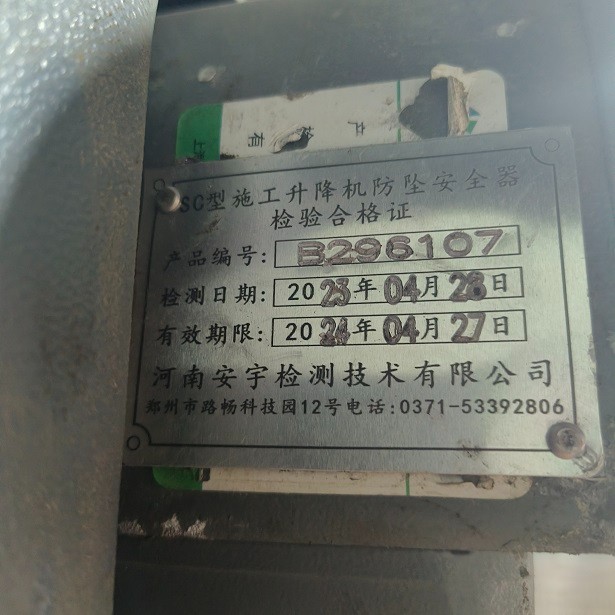 SC型施工升降机防坠安全器
检验合格证
产品编号: B296107
检测日期: 2023年04月28日
有效期限: 2024年04月27日
河南安宇检测技术有限公司
郑州市路畅科技园12号电话:0371-53392806